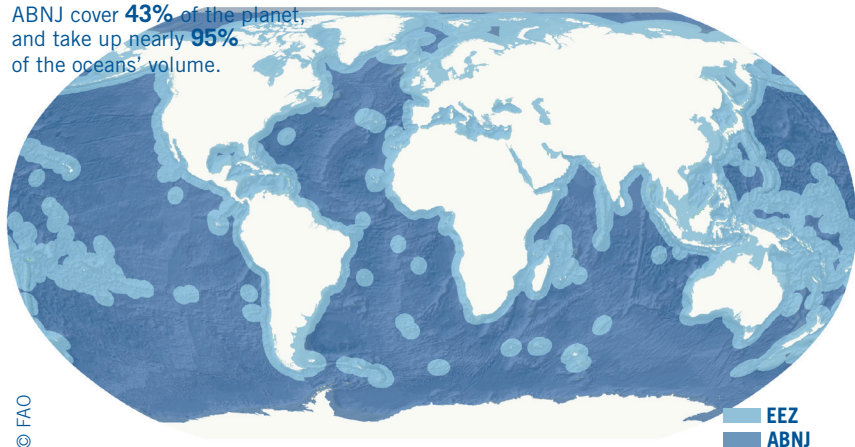 ABNJ cover 43% of the planet,
and take up nearly 95%
of the oceans’ volume.
© FAO
EEZ
ABNJ